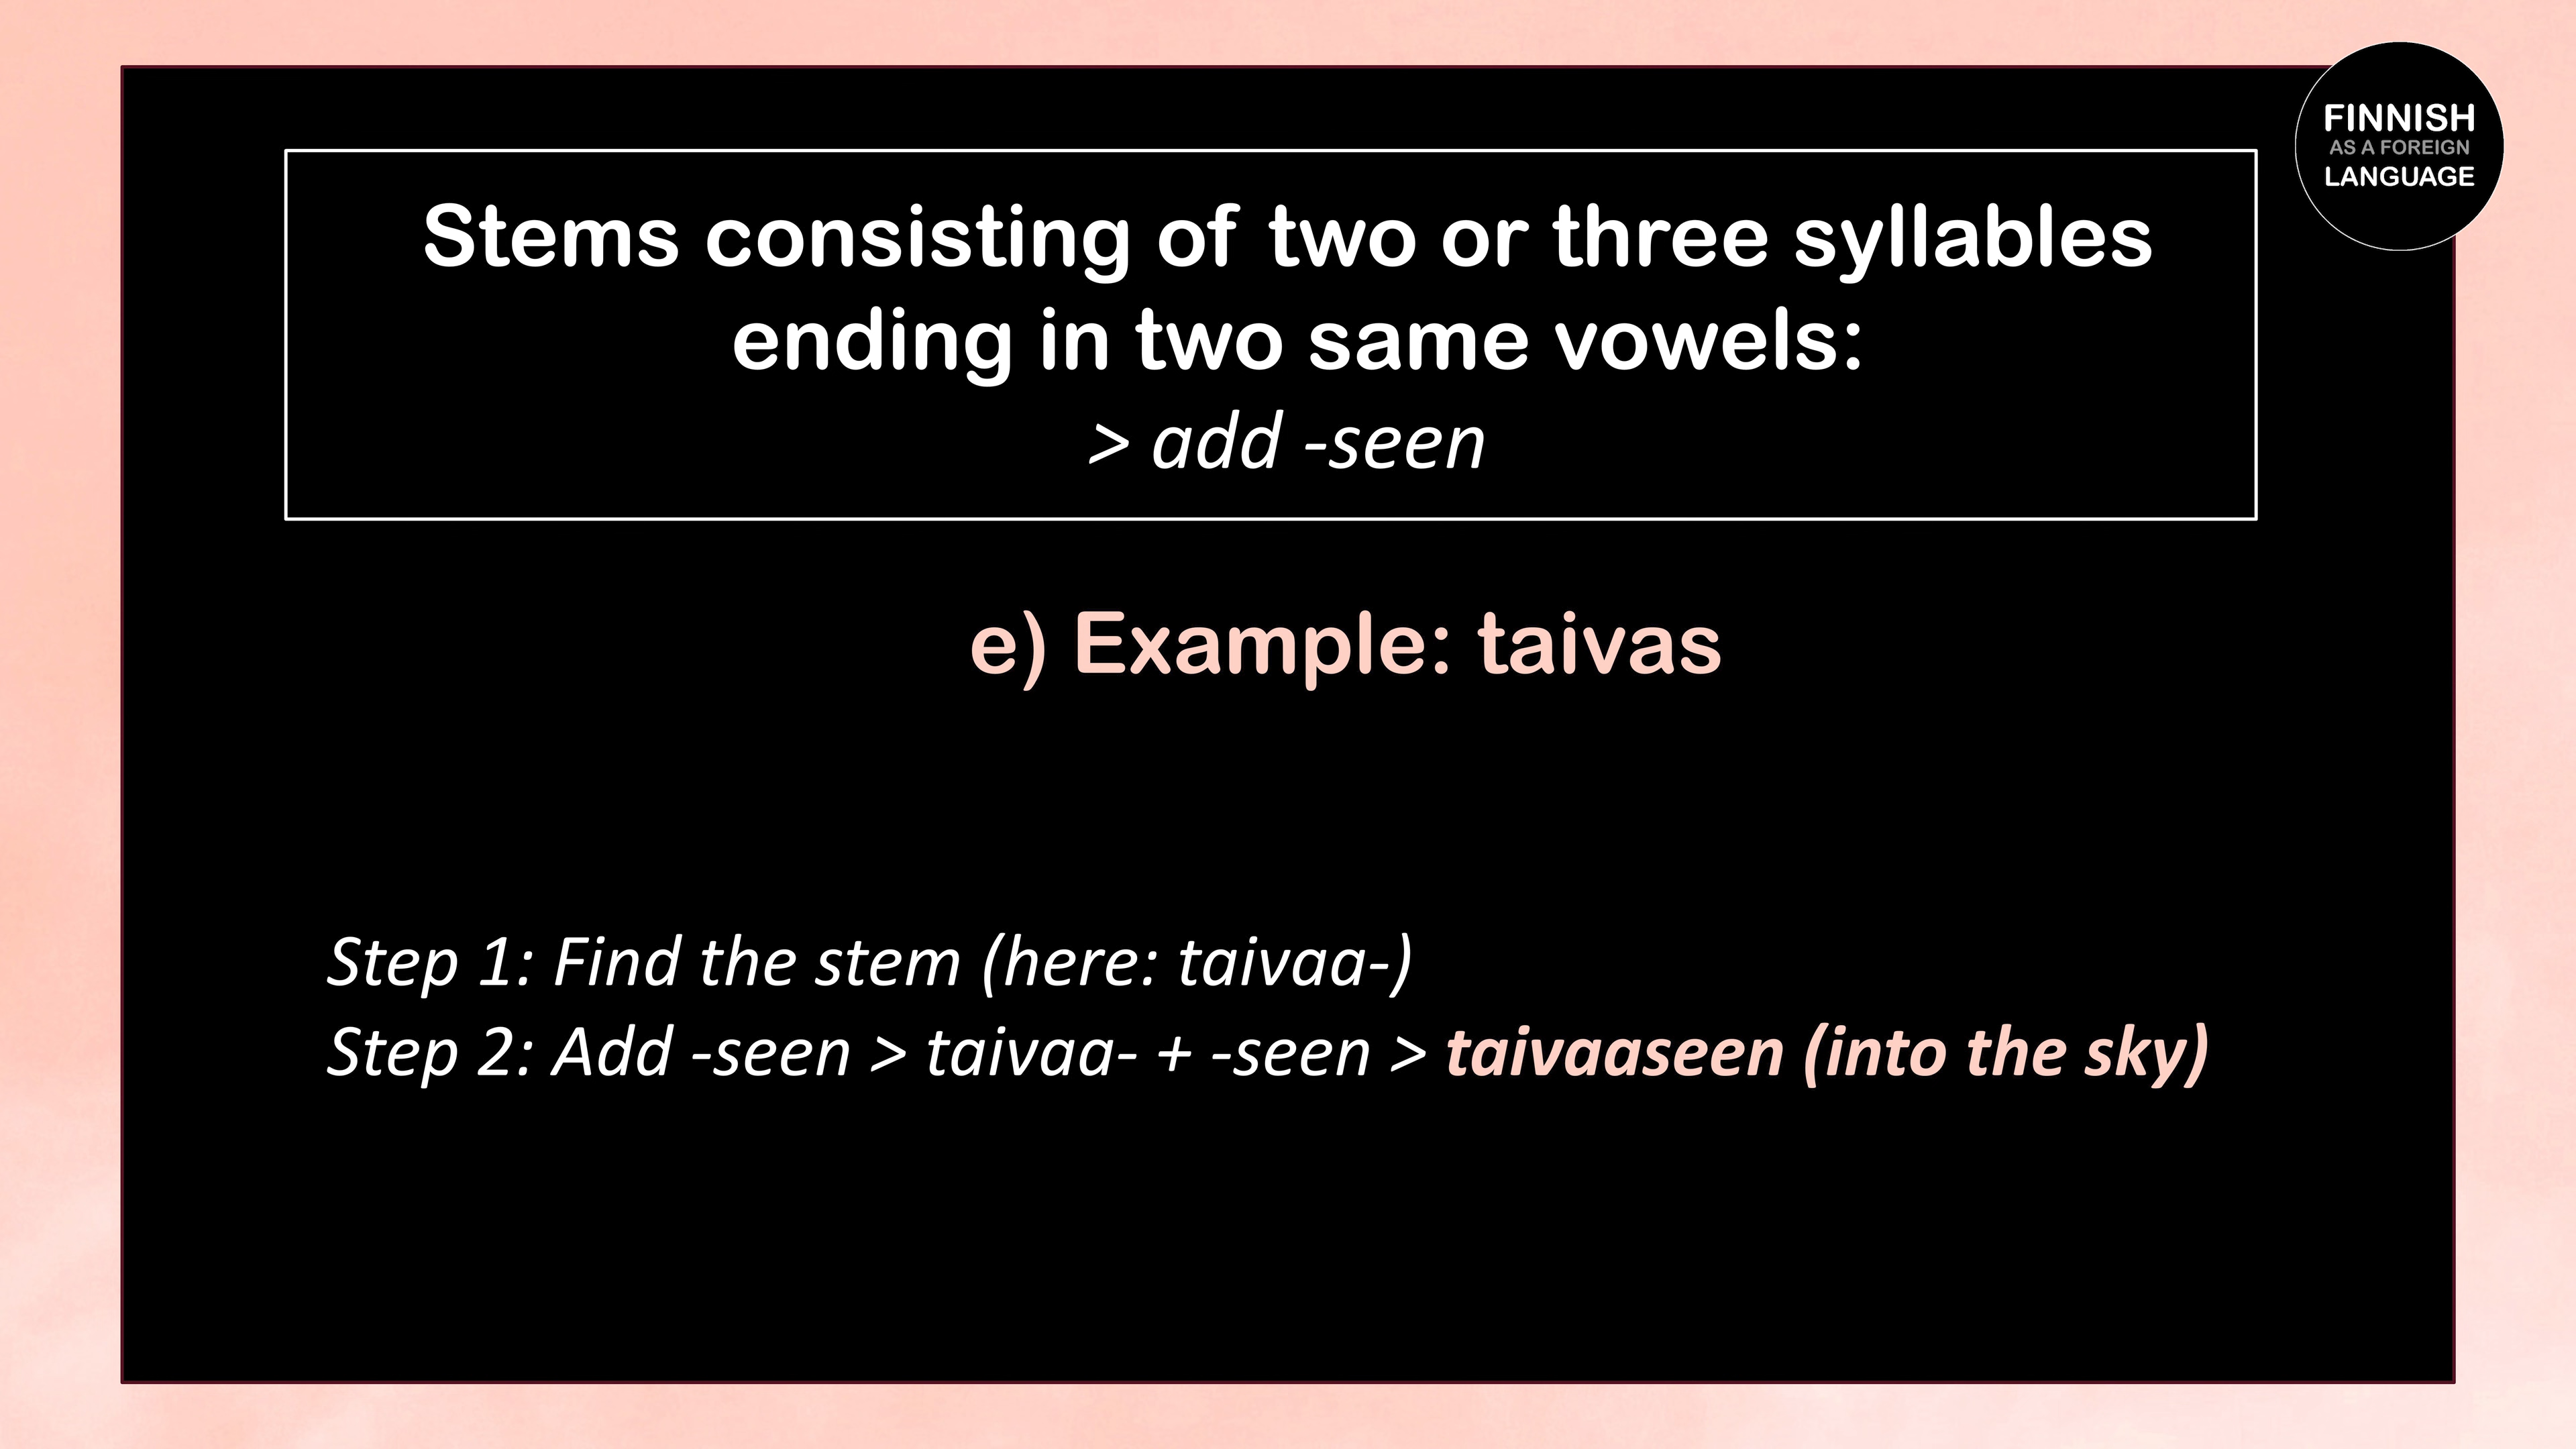 FINNISH
AS A FOREIGN
LANGUAGE
Stems consisting of two or three syllables
ending in two same vowels:
> add -seen
e) Example: taivas
Step 1: Find the stem (here: taivaa-)
Step 2: Add -seen > taivaa- + -seen > taivaaseen (into the sky)